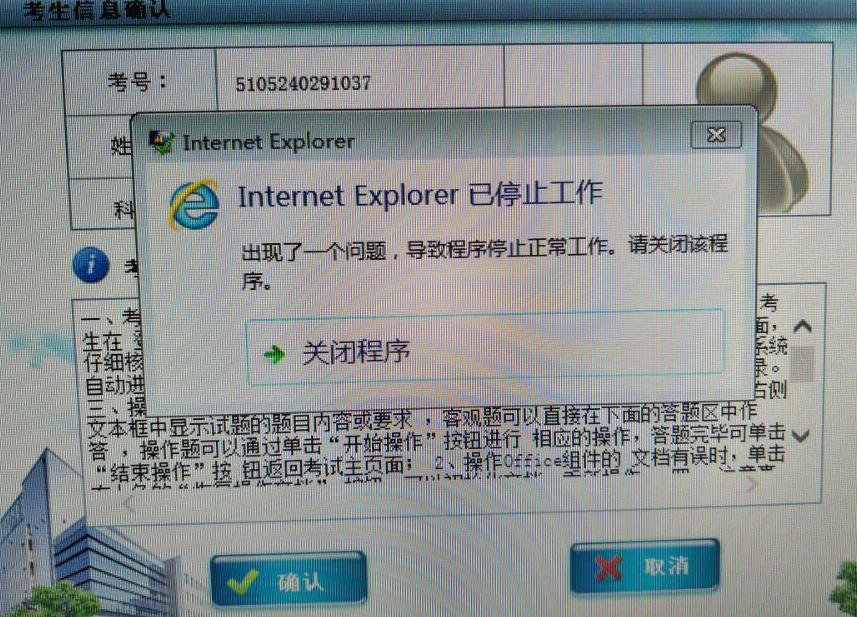 考生信息确认
考号：
5105240291037
姓
Internet Explorer
Internet Explorer 已停止工作
科
出现了一个问题，导致程序停止正常工作。请关闭该程
序。
一、考
考
生在
面，
仔细核
系统
关闭程序
自动进
录。
三、操
右侧
文本框中显示试题的题目内容或要求 ，客观题可以直接在下面的答题区中作
答 ，操作题可以通过单击“开始操作”按钮进行 相应的操作，答题完毕可单击
“结束操作”按 钮返回考试主页面； 2、操作Office组件的 文档有误时，单击
确认
取消